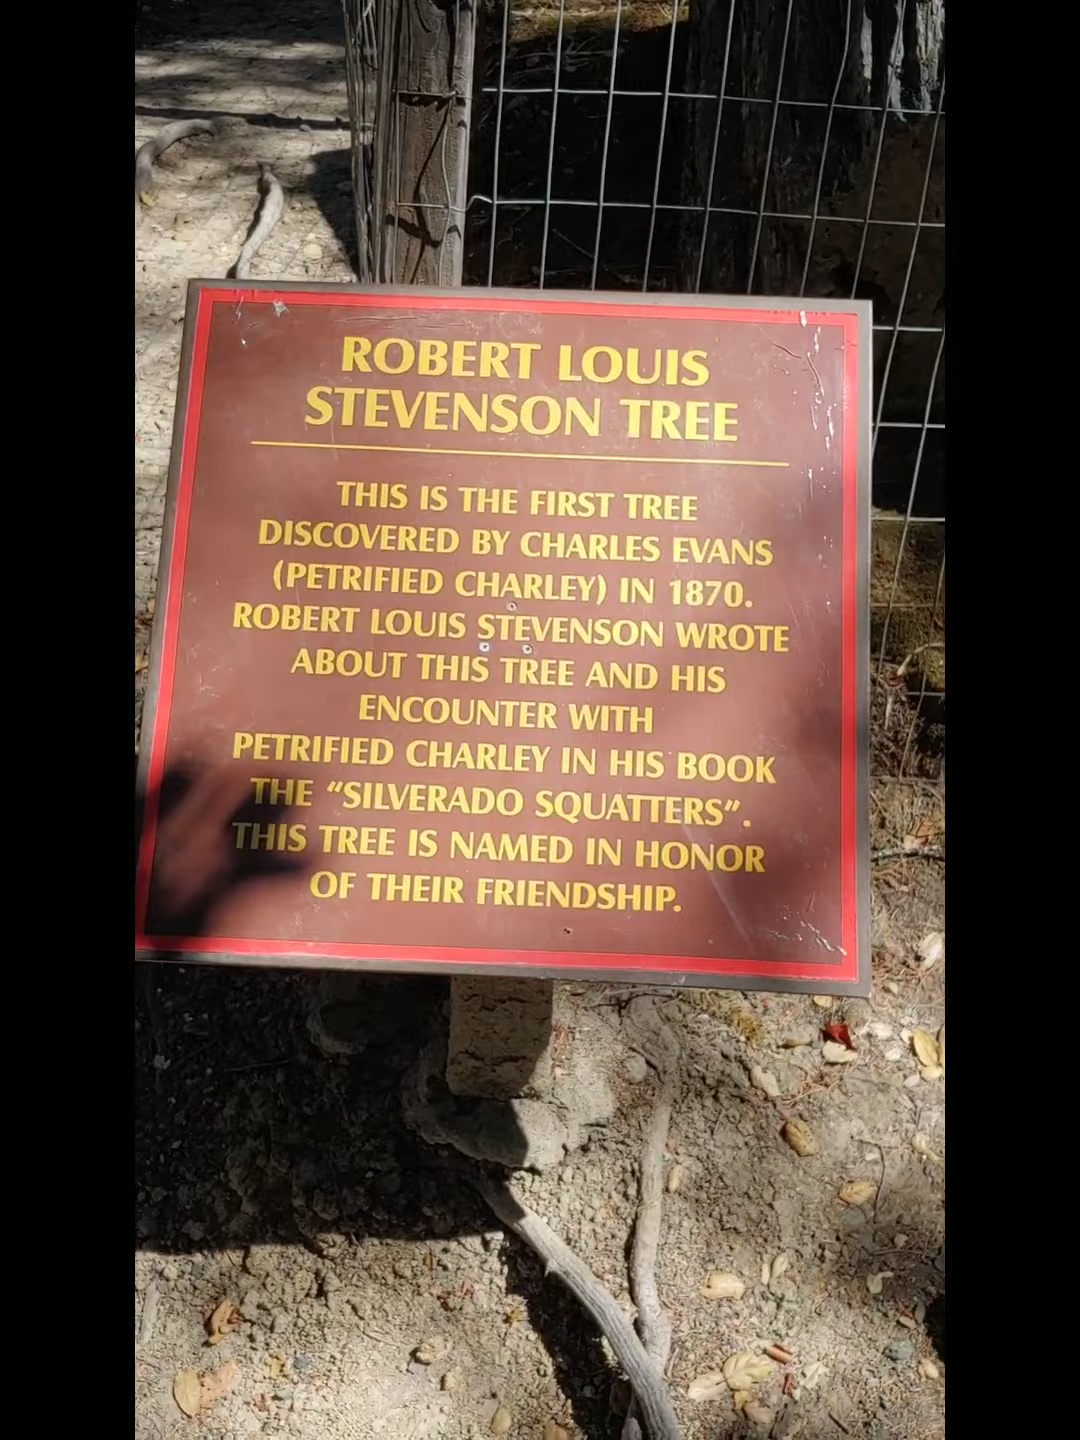 ROBERT LOUIS
STEVENSON TREE
THIS IS THE FIRST TREE
DISCOVERED BY CHARLES EVANS
(PETRIFIED CHARLEY) IN 1870.
ROBERT LOUIS STEVENSON WROTE
ABOUT THIS TREE AND HIS
ENCOUNTER WITH
PETRIFIED CHARLEY IN HIS BOOK
THE “SILVERADO SQUATTERS”.
THIS TREE IS NAMED IN HONOR
OF THEIR FRIENDSHIP.